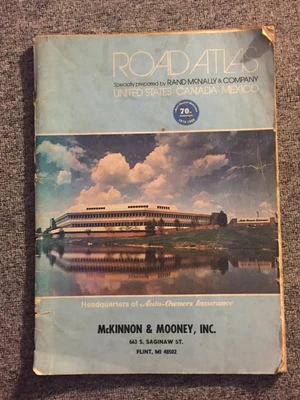 ROAD ATLAS
Specially prepared by RAND McNALLY & COMPANY
UNITED STATES CANADA MEXICO
70th
Headquarters of Auto-Owners Insurance
McKINNON & MOONEY, INC.
663 S. SAGINAW ST.
FLINT, MI 48502